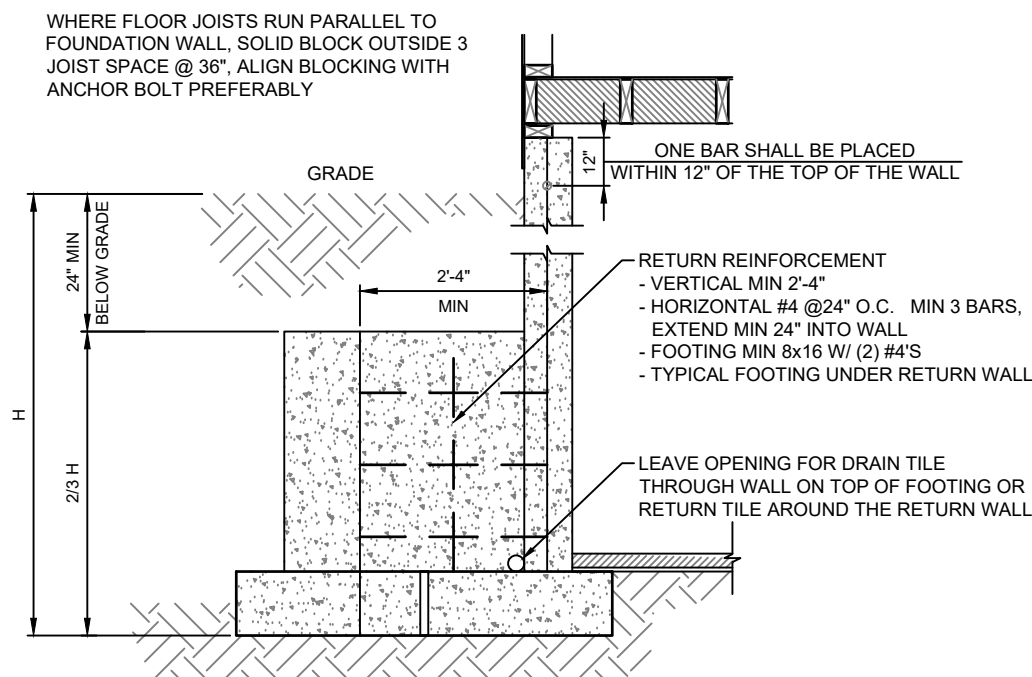 WHERE FLOOR JOISTS RUN PARALLEL TO
FOUNDATION WALL, SOLID BLOCK OUTSIDE 3
JOIST SPACE @ 36", ALIGN BLOCKING WITH
ANCHOR BOLT PREFERABLY
12"
ONE BAR SHALL BE PLACED
WITHIN 12" OF THE TOP OF THE WALL
GRADE
24" MIN
BELOW GRADE
2'-4"
MIN
RETURN REINFORCEMENT
- VERTICAL MIN 2'-4"
- HORIZONTAL #4 @24" O.C. MIN 3 BARS,
EXTEND MIN 24" INTO WALL
- FOOTING MIN 8x16 W/ (2) #4'S
- TYPICAL FOOTING UNDER RETURN WALL
H
2/3 H
LEAVE OPENING FOR DRAIN TILE
THROUGH WALL ON TOP OF FOOTING OR
RETURN TILE AROUND THE RETURN WALL